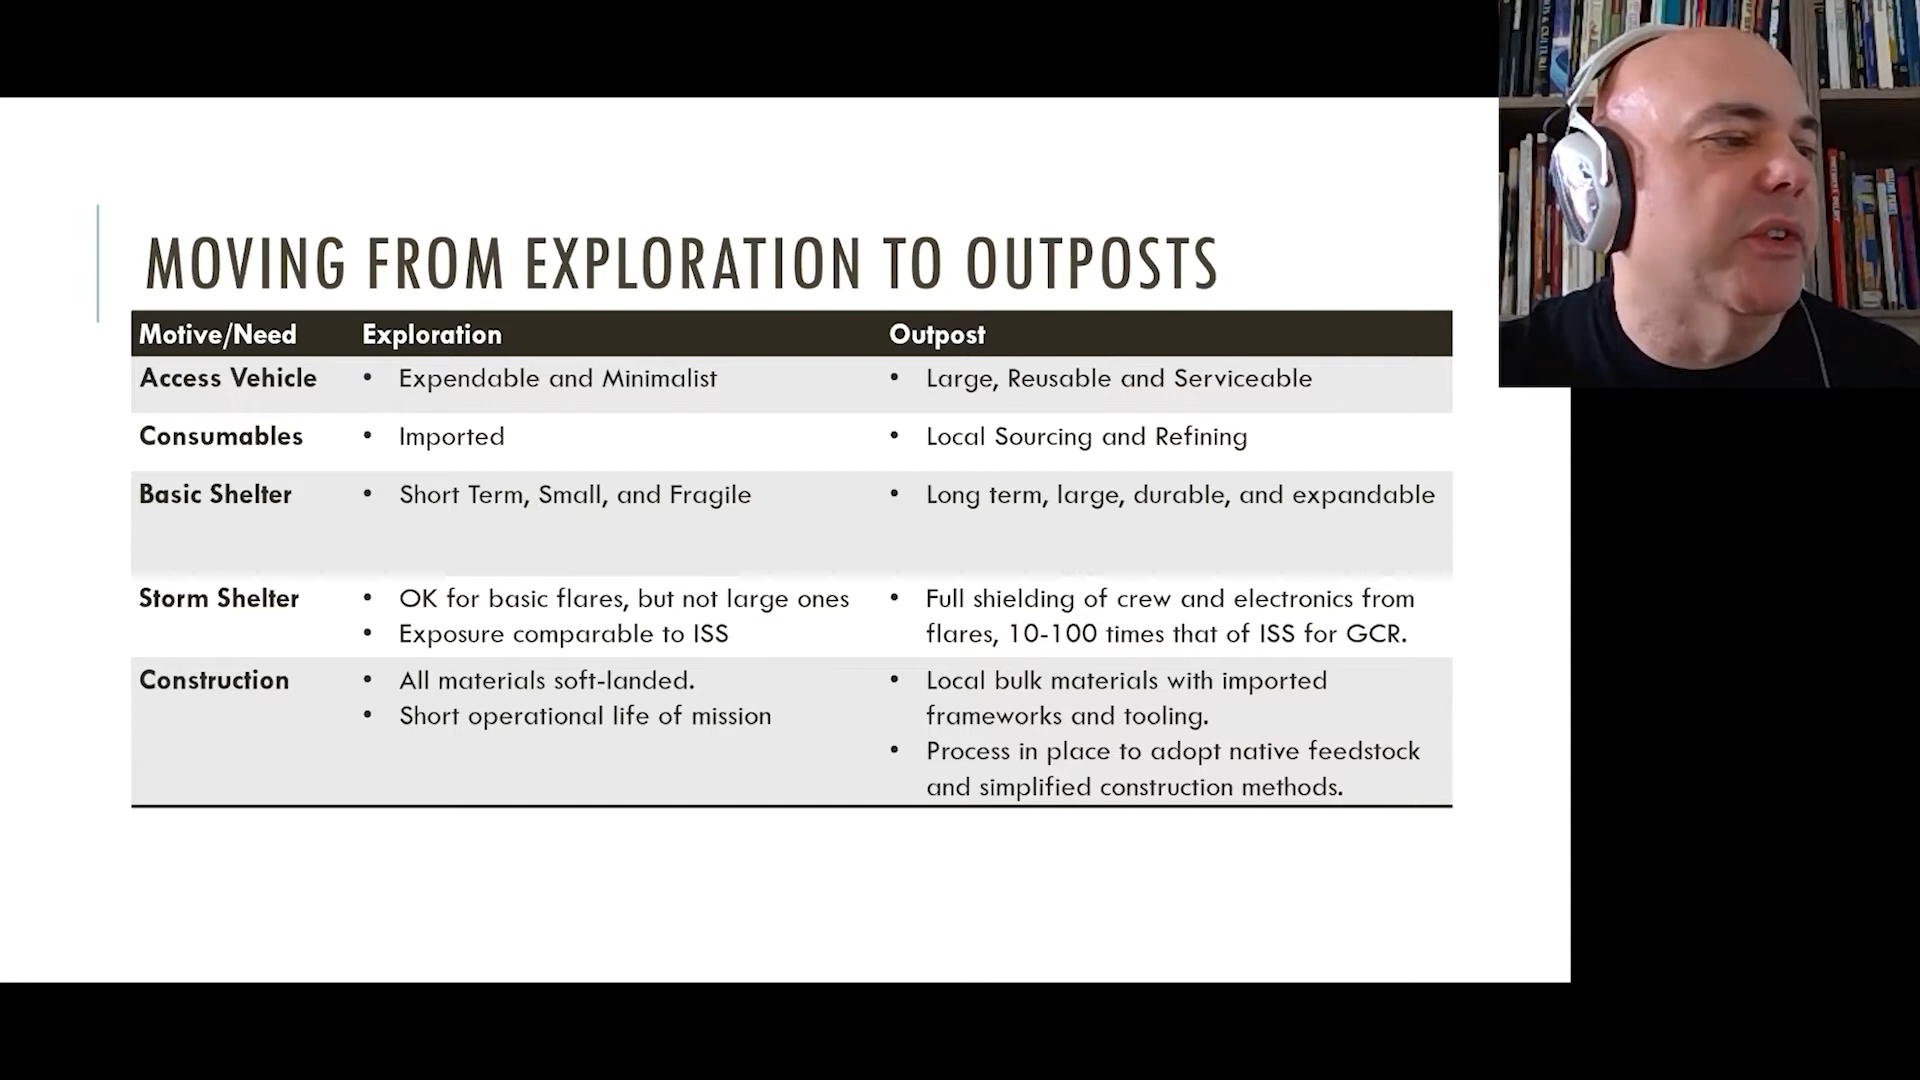 MOVING FROM EXPLORATION TO OUTPOSTS
Motive/Need Exploration Outpost
Access Vehicle • Expendable and Minimalist • Large, Reusable and Serviceable
Consumables • Imported • Local Sourcing and Refining
Basic Shelter • Short Term, Small, and Fragile • Long term, large, durable, and expandable
Storm Shelter • OK for basic flares, but not large ones • Full shielding of crew and electronics from
• Exposure comparable to ISS flares, 10-100 times that of ISS for GCR.
Construction • All materials soft-landed. • Local bulk materials with imported
• Short operational life of mission frameworks and tooling.
• Process in place to adopt native feedstock
and simplified construction methods.